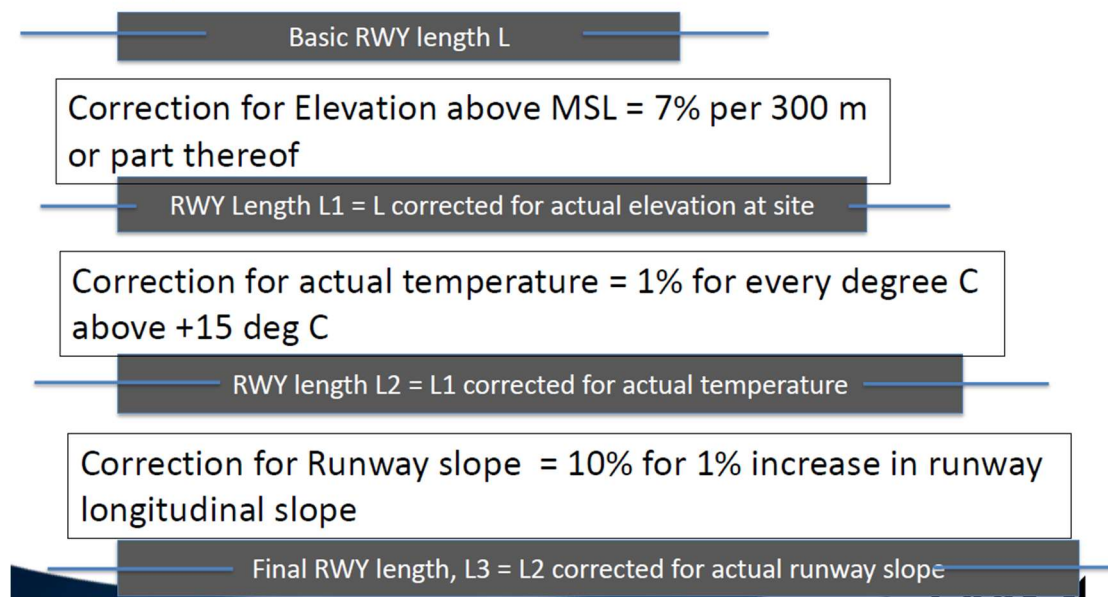 Basic RWY length L
Correction for Elevation above MSL = 7% per 300 m
or part thereof
RWY Length L1 = L corrected for actual elevation at site
Correction for actual temperature = 1% for every degree C
above +15 deg C
RWY length L2 = L1 corrected for actual temperature
Correction for Runway slope  = 10% for 1% increase in runway
longitudinal slope
Final RWY length, L3 = L2 corrected for actual runway slope